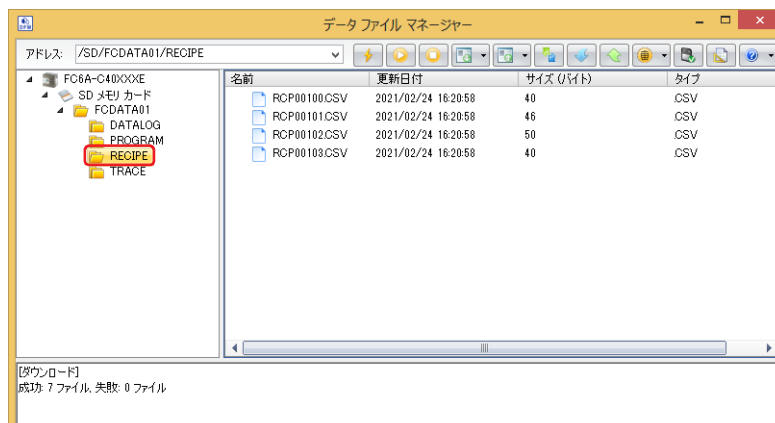 データ ファイル マネージャー
アドレス: /SD/FCDATA01/RECIPE
FC6A-C40XXXE
SD メモリ カード
FCDATA01
DATALOG
PROGRAM
RECIPE
TRACE
名前 更新日付 サイズ (バイト) タイプ
RCP00100.CSV 2021/02/24 16:20:58 40 .CSV
RCP00101.CSV 2021/02/24 16:20:58 46 .CSV
RCP00102.CSV 2021/02/24 16:20:58 50 .CSV
RCP00103.CSV 2021/02/24 16:20:58 40 .CSV
[ダウンロード]
成功: 7 ファイル, 失敗: 0 ファイル